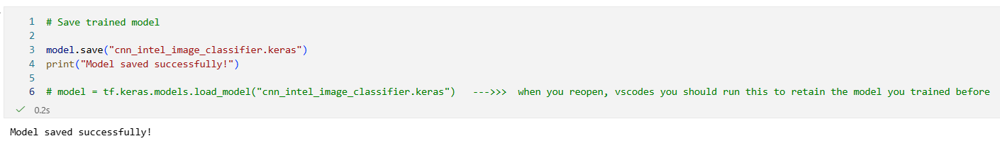 1 # Save trained model
2
3 model.save("cnn_intel_image_classifier.keras")
4 print("Model saved successfully!")
5
6 # model = tf.keras.models.load_model("cnn_intel_image_classifier.keras")   --->>>  when you reopen, vscodes you should run this to retain the model you trained before
✓ 0.2s
Model saved successfully!